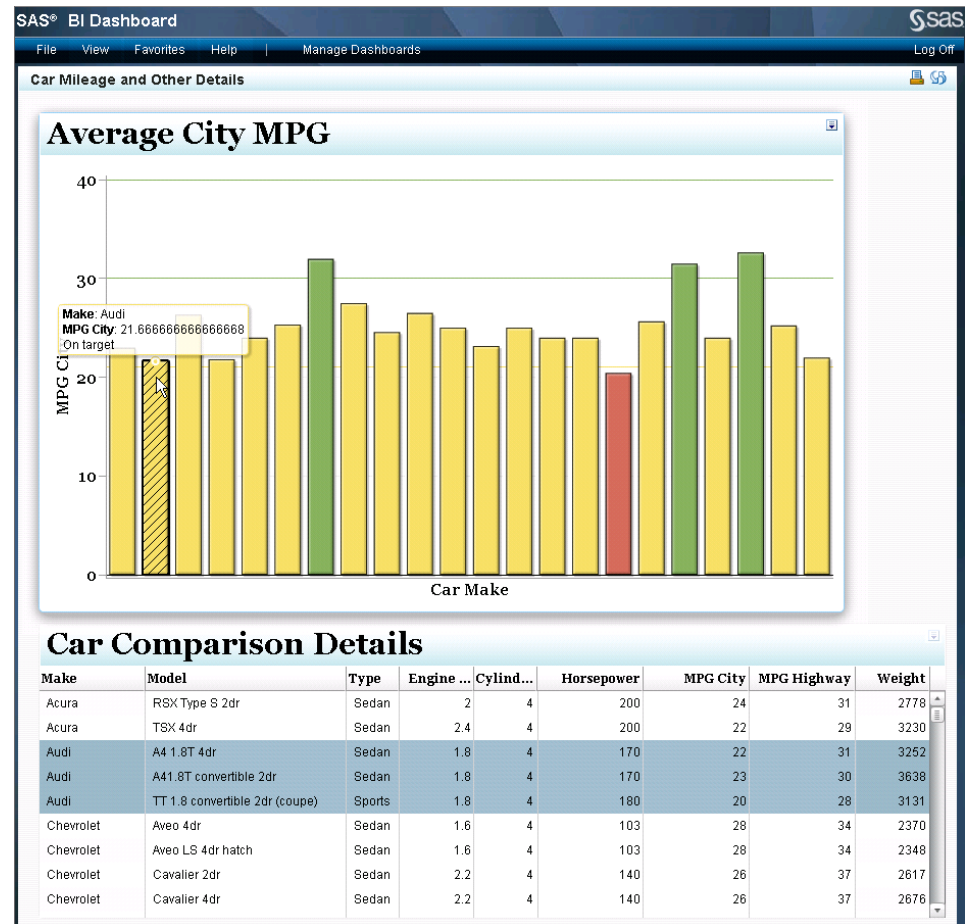 SAS® BI Dashboard
sas
File View Favorites Help | Manage Dashboards Log Off
Car Mileage and Other Details
Average City MPG
40
30
Make: Audi
MPG City: 21.666666666666668
On target
MPG Ci
20
10
0
Car Make
Car Comparison Details
Make Model Type Engine ... Cylind... Horsepower MPG City MPG Highway Weight
Acura RSX Type S 2dr Sedan 2 4 200 24 31 2778
Acura TSX 4dr Sedan 2.4 4 200 22 29 3230
Audi A4 1.8T 4dr Sedan 1.8 4 170 22 31 3252
Audi A41.8T convertible 2dr Sedan 1.8 4 170 23 30 3638
Audi TT 1.8 convertible 2dr (coupe) Sports 1.8 4 180 20 28 3131
Chevrolet Aveo 4dr Sedan 1.6 4 103 28 34 2370
Chevrolet Aveo LS 4dr hatch Sedan 1.6 4 103 28 34 2348
Chevrolet Cavalier 2dr Sedan 2.2 4 140 26 37 2617
Chevrolet Cavalier 4dr Sedan 2.2 4 140 26 37 2676